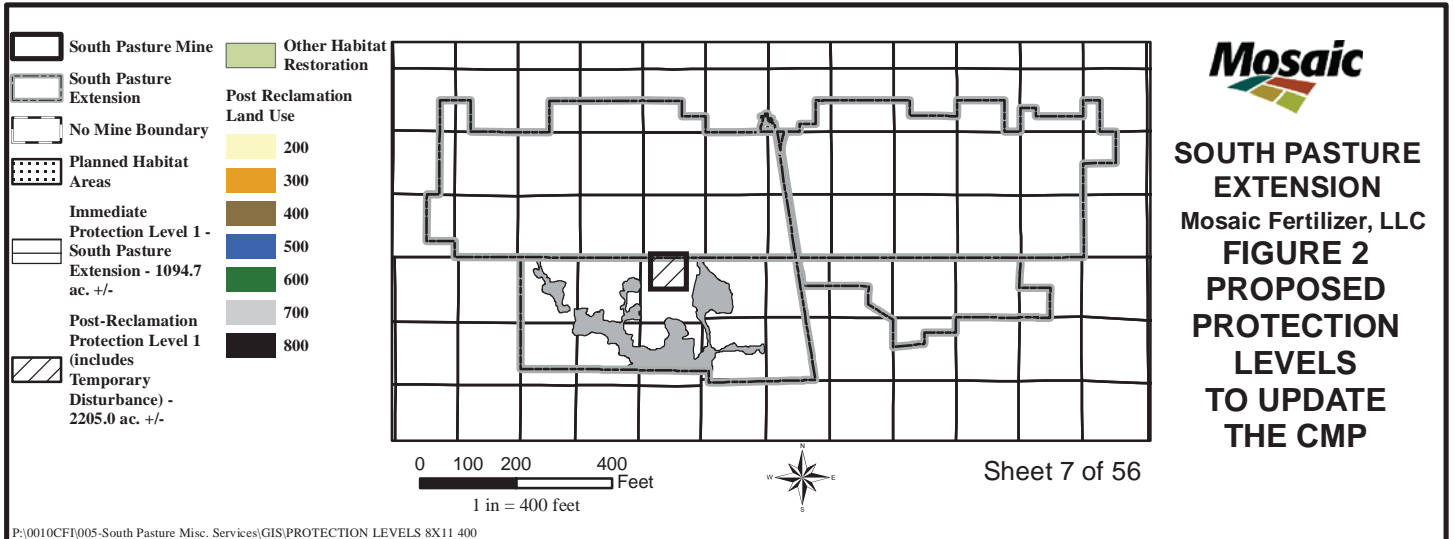 South Pasture Mine
South Pasture
Extension
No Mine Boundary
Planned Habitat
Areas
Immediate
Protection Level 1 -
South Pasture
Extension - 1094.7
ac. +/-
Post-Reclamation
Protection Level 1
(includes
Temporary
Disturbance) -
2205.0 ac. +/-
Other Habitat
Restoration
Post Reclamation
Land Use
200
300
400
500
600
700
800
0 100 200 400
Feet
1 in = 400 feet
N
W E
S
Sheet 7 of 56
Mosaic
SOUTH PASTURE
EXTENSION
Mosaic Fertilizer, LLC
FIGURE 2
PROPOSED
PROTECTION
LEVELS
TO UPDATE
THE CMP
P:\0010CFI\005-South Pasture Misc. Services\GIS\PROTECTION LEVELS 8X11 400